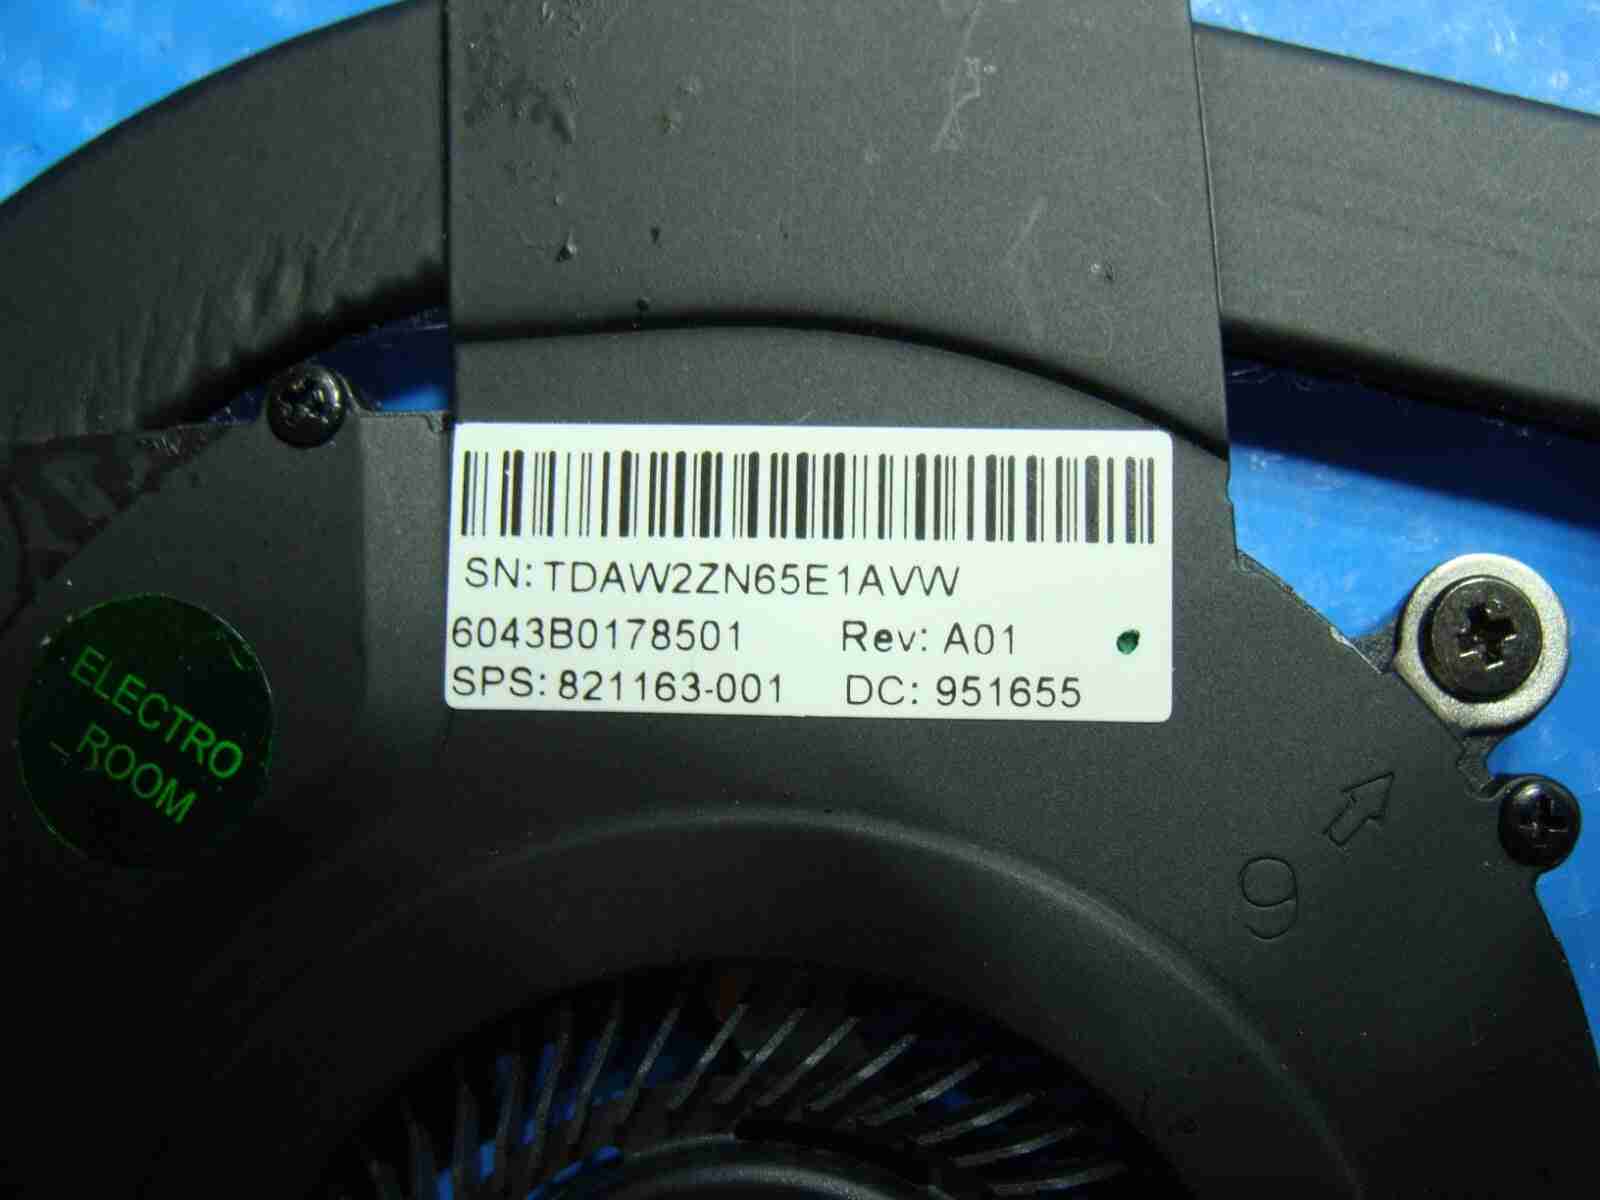 SN: TDAW2ZN65E1AVW
6043B0178501 Rev: A01
SPS: 821163-001 DC: 951655
ELECTRO
ROOM
9